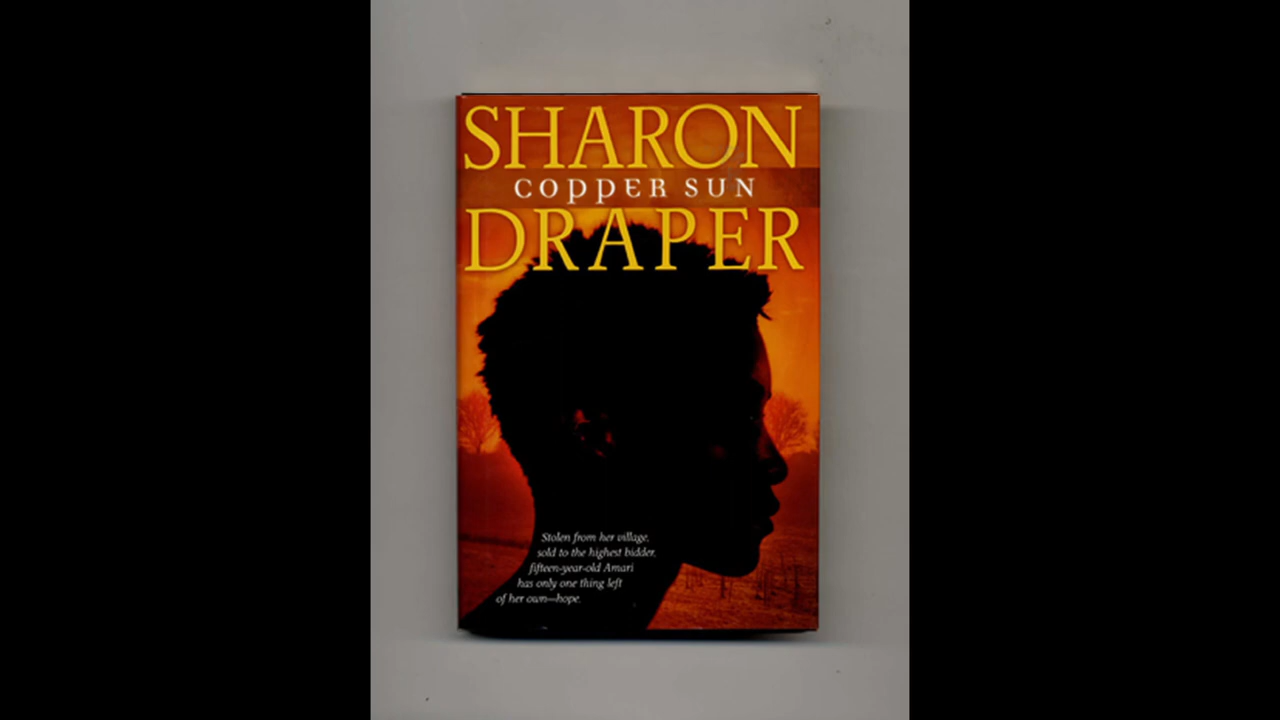 SHARON
COPPER SUN
DRAPER
Stolen from her village,
sold to the highest bidder,
fifteen-year-old Amari
has only one thing left
of her own—hope.